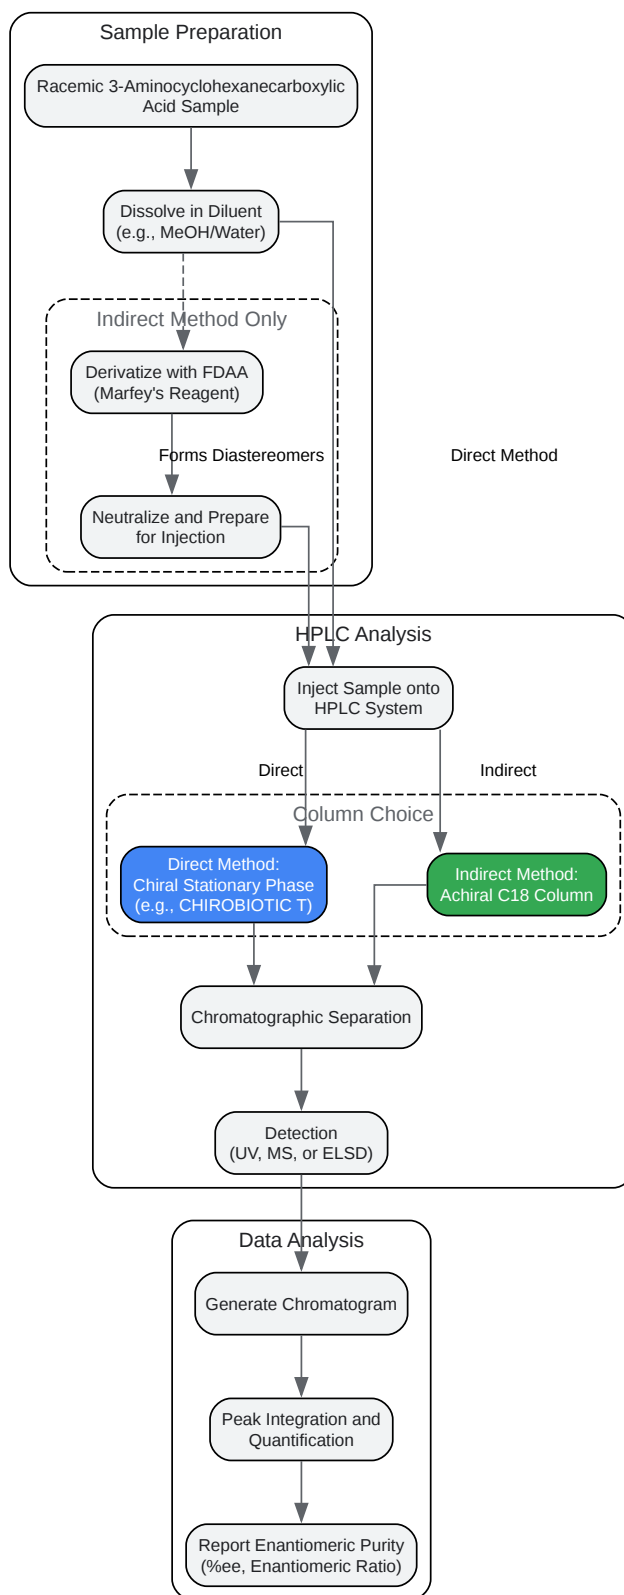 Sample Preparation
Racemic 3-Aminocyclohexanecarboxylic
Acid Sample
Dissolve in Diluent
(e.g., MeOH/Water)
Indirect Method Only
Derivatize with FDAA
(Marfey's Reagent)
Forms Diastereomers
Direct Method
Neutralize and Prepare
for Injection
HPLC Analysis
Inject Sample onto
HPLC System
Direct
Indirect
Column Choice
Direct Method:
Chiral Stationary Phase
(e.g., CHIROBIOTIC T)
Indirect Method:
Achiral C18 Column
Chromatographic Separation
Detection
(UV, MS, or ELSD)
Data Analysis
Generate Chromatogram
Peak Integration and
Quantification
Report Enantiomeric Purity
(%ee, Enantiomeric Ratio)